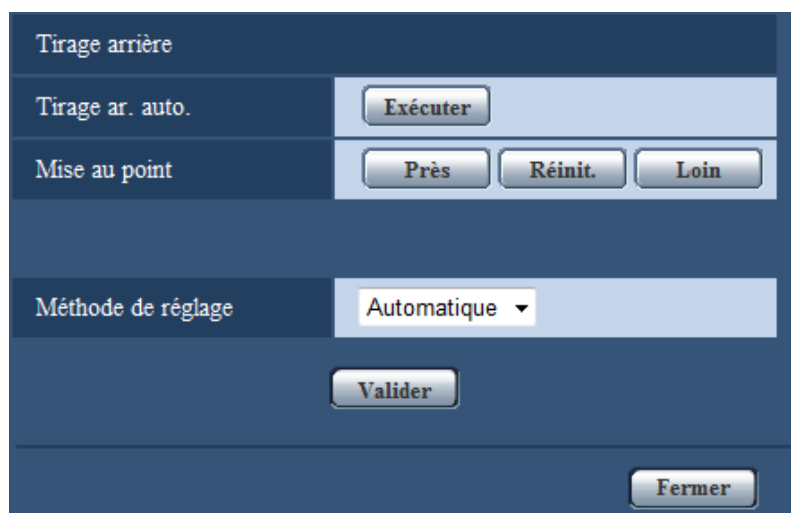 Tirage arrière
Tirage ar. auto. Exécuter
Mise au point Près Réinit. Loin
Méthode de réglage Automatique
Valider
Fermer